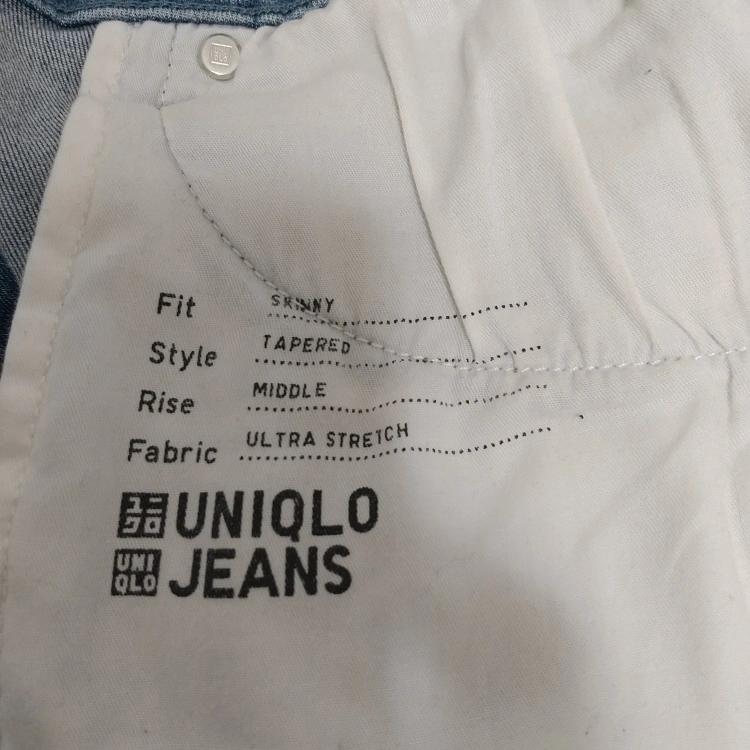 Fit SKINNY
Style TAPERED
Rise MIDDLE
Fabric ULTRA STRETCH
ユニ
クロ UNIQLO
UNI
QLO JEANS